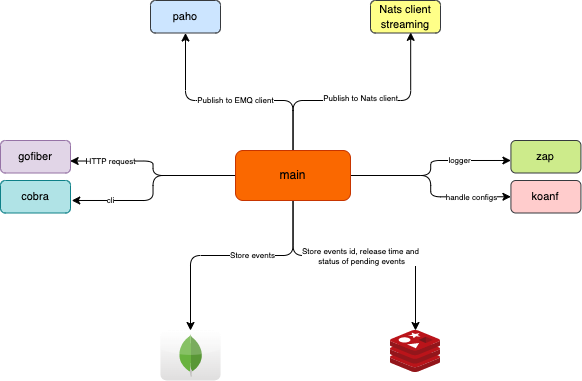 paho
Nats client
streaming
Publish to EMQ client
Publish to Nats client
gofiber
HTTP request
main
logger
zap
cobra
cli
handle configs
koanf
Store events
Store events id, release time and
status of pending events